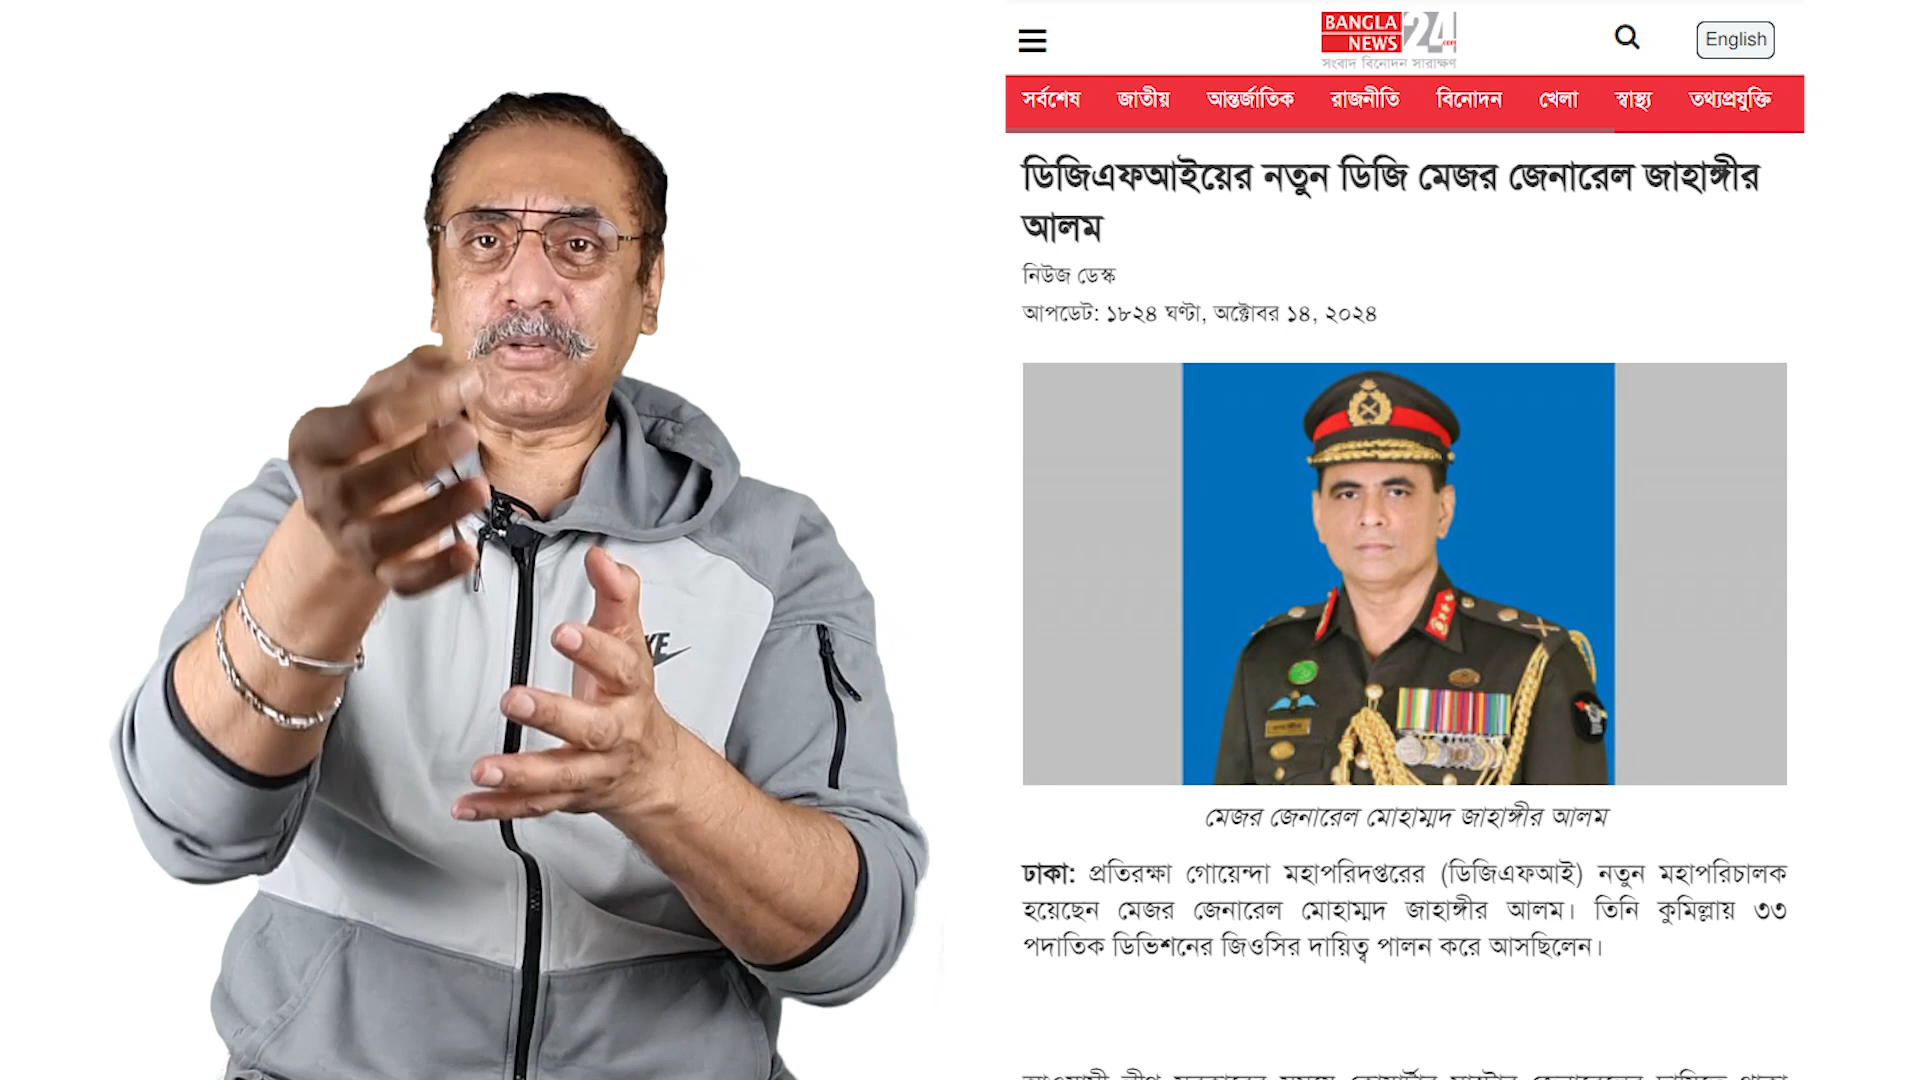 BANGLA
NEWS 24.com
সংবাদ বিনোদন সারাক্ষণ
English
সর্বশেষ জাতীয় আন্তর্জাতিক রাজনীতি বিনোদন খেলা স্বাস্থ্য তথ্যপ্রযুক্তি
ডিজিএফআইয়ের নতুন ডিজি মেজর জেনারেল জাহাঙ্গীর
আলম
নিউজ ডেস্ক
আপডেট: ১৮২৪ ঘণ্টা, অক্টোবর ১৪, ২০২৪
মেজর জেনারেল মোহাম্মদ জাহাঙ্গীর আলম
ঢাকা: প্রতিরক্ষা গোয়েন্দা মহাপরিদপ্তরের (ডিজিএফআই) নতুন মহাপরিচালক
হয়েছেন মেজর জেনারেল মোহাম্মদ জাহাঙ্গীর আলম। তিনি কুমিল্লায় ৩৩
পদাতিক ডিভিশনের জিওসির দায়িত্ব পালন করে আসছিলেন।